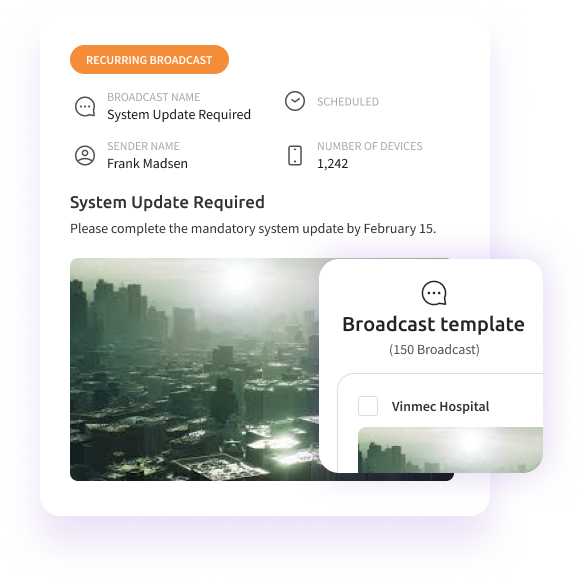 RECURRING BROADCAST
BROADCAST NAME
System Update Required
SCHEDULED
SENDER NAME
Frank Madsen
NUMBER OF DEVICES
1,242
System Update Required
Please complete the mandatory system update by February 15.
Broadcast template
(150 Broadcast)
Vinmec Hospital